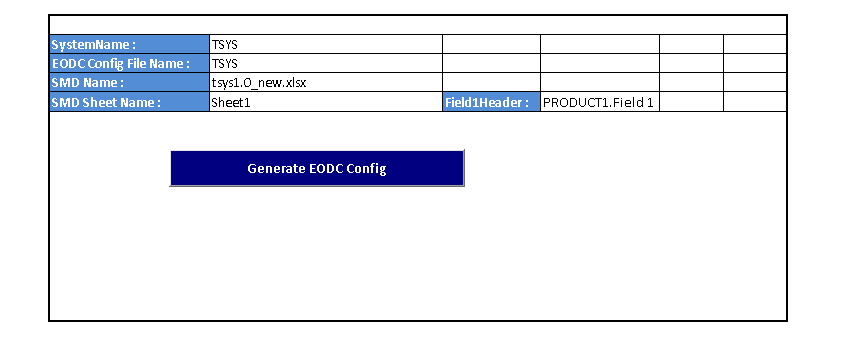 SystemName : TSYS
EODC Config File Name : TSYS
SMD Name : tsys1.0_new.xlsx
SMD Sheet Name : Sheet1 Field1Header : PRODUCT1.Field 1
Generate EODC Config